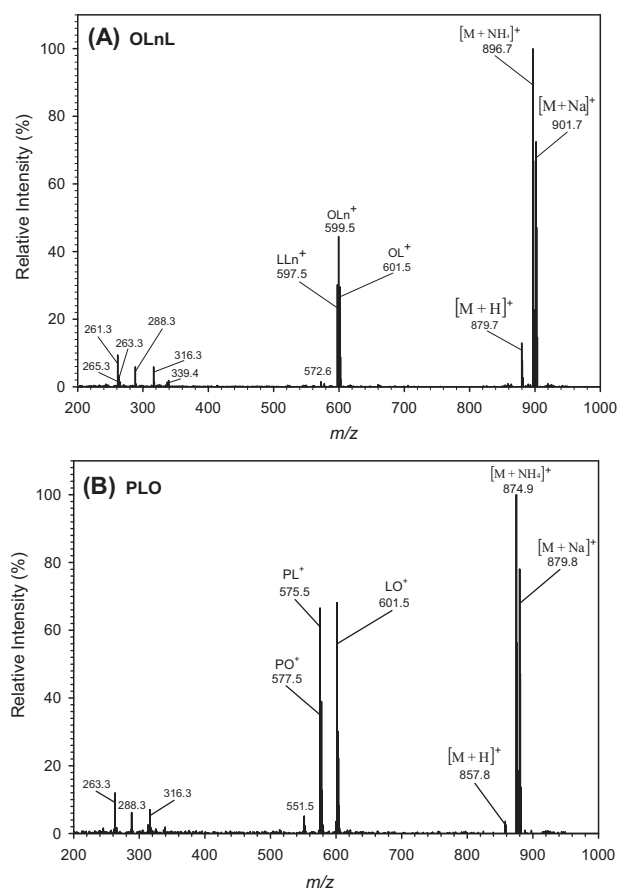 (A) OLnL
[M + NH₄]⁺
896.7
[M + Na]⁺
901.7
OLn⁺
599.5
LLn⁺
597.5
OL⁺
601.5
[M + H]⁺
879.7
261.3
263.3
288.3
265.3
316.3
339.4
572.6
100
80
60
40
20
0
Relative Intensity (%)
200 300 400 500 600 700 800 900 1000
m/z
(B) PLO
[M + NH₄]⁺
874.9
[M + Na]⁺
879.8
PL⁺
575.5
LO⁺
601.5
PO⁺
577.5
[M + H]⁺
857.8
263.3
288.3
316.3
551.5
100
80
60
40
20
0
Relative Intensity (%)
200 300 400 500 600 700 800 900 1000
m/z